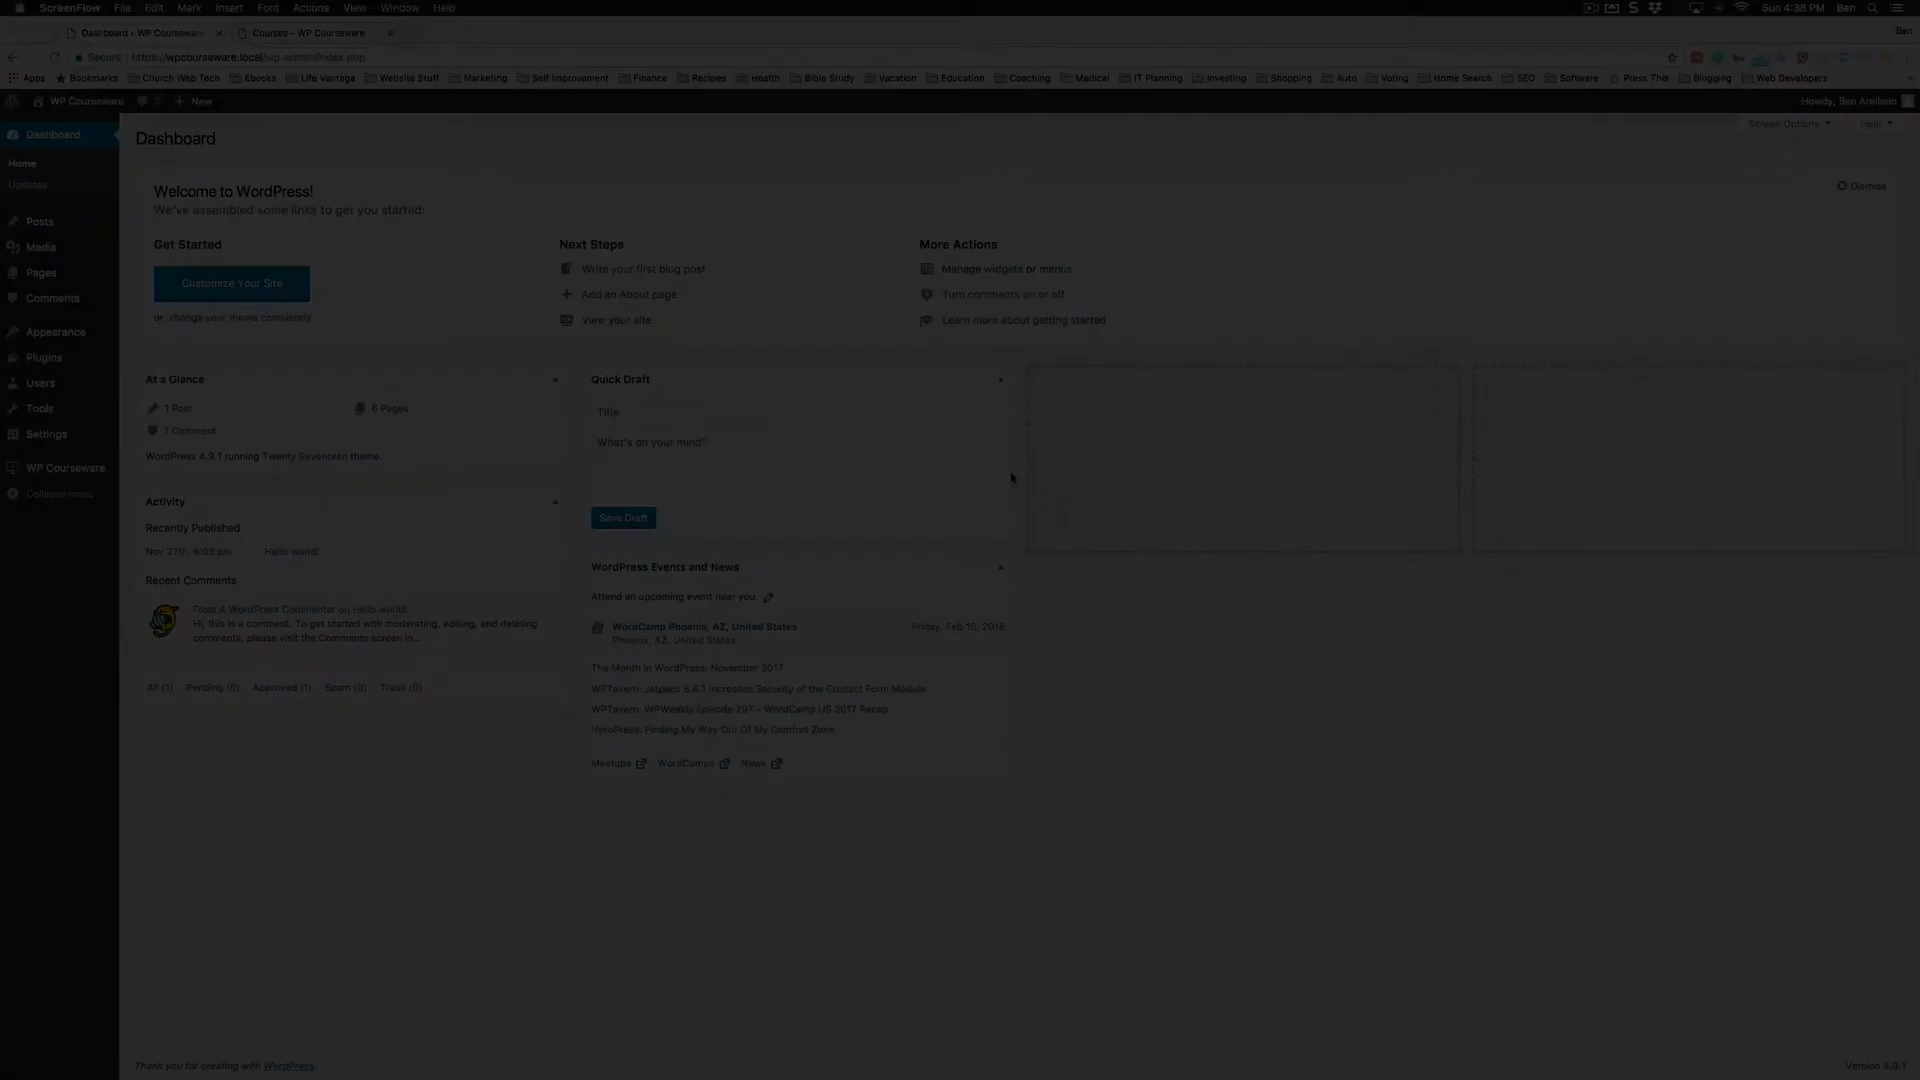 ScreenFlow File Edit Mark Insert Font Actions View Window Help Sun 4:38 PM Ben
Dashboard ‹ WP Courseware Courses – WP Courseware Ben
Secure https://wpcourseware.local/wp-admin/index.php
Apps Bookmarks Church Web Tech Ebooks Life Vantage Website Stuff Marketing Self Improvement Finance Recipes Health Bible Study Vacation Education Coaching Medical IT Planning Investing Shopping Auto Voting Home Search SEO Software Press This Blogging Web Developers
WP Courseware New Howdy, Ben Arellano
Screen Options Help
Dashboard
Home
Updates
Posts
Media
Pages
Comments
Appearance
Plugins
Users
Tools
Settings
WP Courseware
Collapse menu
Dashboard
Welcome to WordPress!
Dismiss
We've assembled some links to get you started:
Get Started
Customize Your Site
or, change your theme completely
Next Steps
Write your first blog post
Add an About page
View your site
More Actions
Manage widgets or menus
Turn comments on or off
Learn more about getting started
At a Glance
1 Post 6 Pages
1 Comment
WordPress 4.9.1 running Twenty Seventeen theme.
Activity
Recently Published
Nov 27th, 6:03 pm Hello world!
Recent Comments
From A WordPress Commenter on Hello world!
Hi, this is a comment. To get started with moderating, editing, and deleting
comments, please visit the Comments screen in…
All (1) Pending (0) Approved (1) Spam (0) Trash (0)
Quick Draft
Title
What's on your mind?
Save Draft
WordPress Events and News
Attend an upcoming event near you.
WordCamp Phoenix, AZ, United States Friday, Feb 16, 2018
Phoenix, AZ, United States
The Month in WordPress: November 2017
WPTavern: Jetpack 5.6.1 Increases Security of the Contact Form Module
WPTavern: WPWeekly Episode 297 – WordCamp US 2017 Recap
HeroPress: Finding My Way Out Of My Comfort Zone
Meetups WordCamps News
Thank you for creating with WordPress. Version 4.9.1